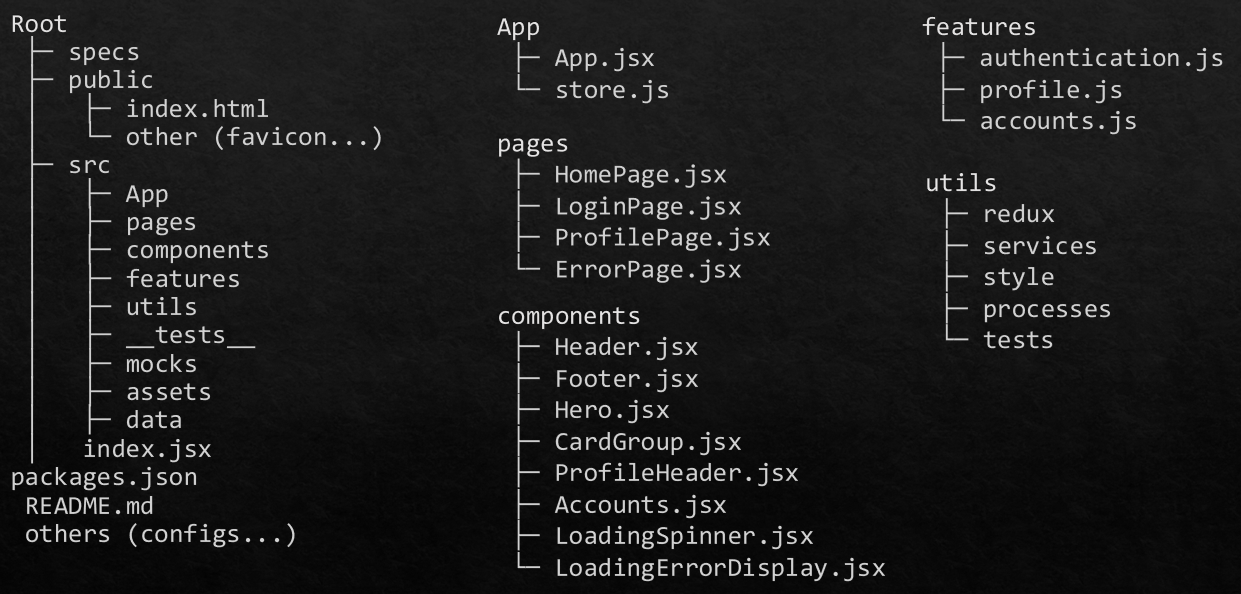 Root
├─ specs
├─ public
│   ├─ index.html
│   └─ other (favicon...)
├─ src
│   ├─ App
│   ├─ pages
│   ├─ components
│   ├─ features
│   ├─ utils
│   ├─ __tests__
│   ├─ mocks
│   ├─ assets
│   ├─ data
│   index.jsx
packages.json
README.md
others (configs...)
App
├─ App.jsx
└─ store.js
pages
├─ HomePage.jsx
├─ LoginPage.jsx
├─ ProfilePage.jsx
└─ ErrorPage.jsx
components
├─ Header.jsx
├─ Footer.jsx
├─ Hero.jsx
├─ CardGroup.jsx
├─ ProfileHeader.jsx
├─ Accounts.jsx
├─ LoadingSpinner.jsx
└─ LoadingErrorDisplay.jsx
features
├─ authentication.js
├─ profile.js
└─ accounts.js
utils
├─ redux
├─ services
├─ style
├─ processes
└─ tests